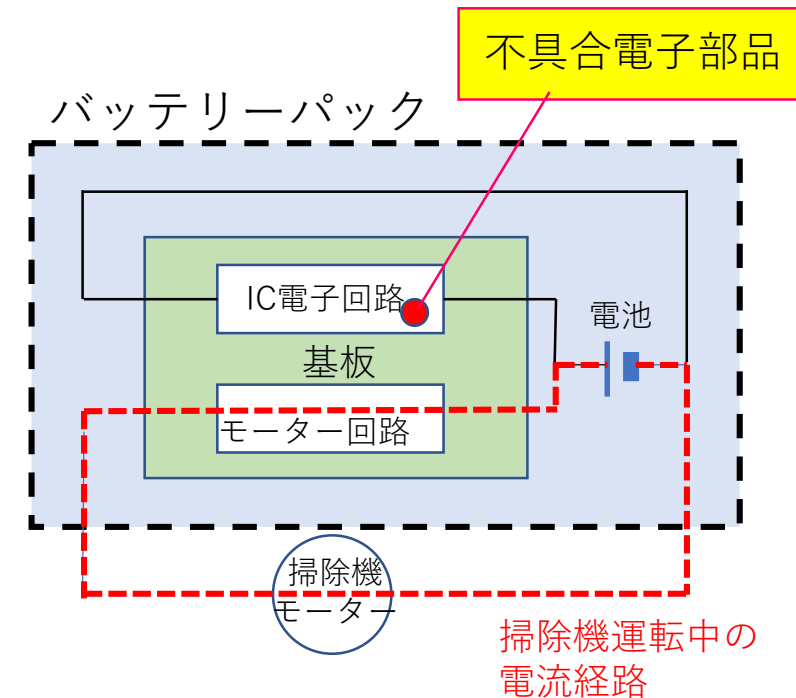 不具合電子部品
バッテリーパック
IC電子回路
電池
基板
モーター回路
掃除機
モーター
掃除機運転中の
電流経路